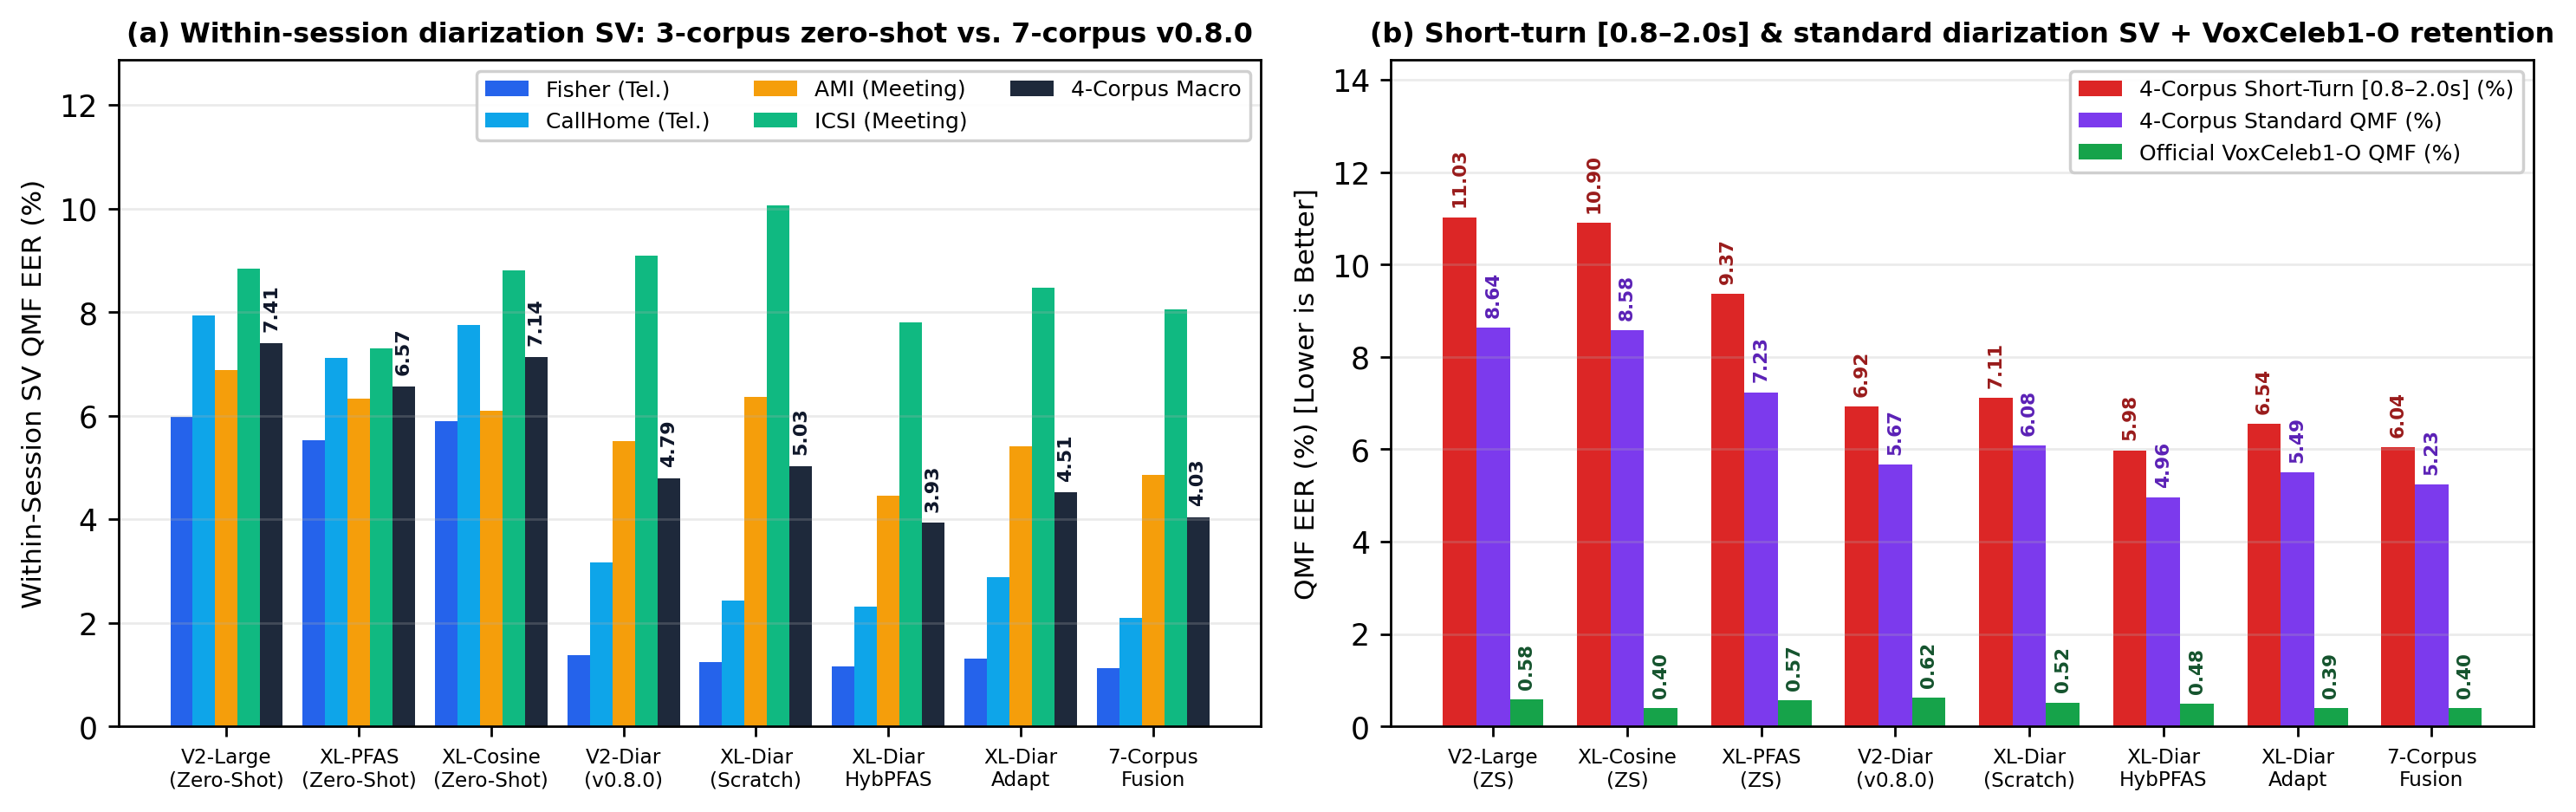 (a) Within-session diarization SV: 3-corpus zero-shot vs. 7-corpus v0.8.0
Within-Session SV QMF EER (%)
12
10
8
6
4
2
0
Fisher (Tel.)
CallHome (Tel.)
AMI (Meeting)
ICSI (Meeting)
4-Corpus Macro
7.41
6.57
7.14
4.79
5.03
3.93
4.51
4.03
V2-Large
(Zero-Shot)
XL-PFAS
(Zero-Shot)
XL-Cosine
(Zero-Shot)
V2-Diar
(v0.8.0)
XL-Diar
(Scratch)
XL-Diar
HybPFAS
XL-Diar
Adapt
7-Corpus
Fusion
(b) Short-turn [0.8–2.0s] & standard diarization SV + VoxCeleb1-O retention
QMF EER (%) [Lower is Better]
14
12
10
8
6
4
2
0
4-Corpus Short-Turn [0.8–2.0s] (%)
4-Corpus Standard QMF (%)
Official VoxCeleb1-O QMF (%)
11.03
8.64
0.58
10.90
8.58
0.40
9.37
7.23
0.57
6.92
5.67
0.62
7.11
6.08
0.52
5.98
4.96
0.48
6.54
5.49
0.39
6.04
5.23
0.40
V2-Large
(ZS)
XL-Cosine
(ZS)
XL-PFAS
(ZS)
V2-Diar
(v0.8.0)
XL-Diar
(Scratch)
XL-Diar
HybPFAS
XL-Diar
Adapt
7-Corpus
Fusion